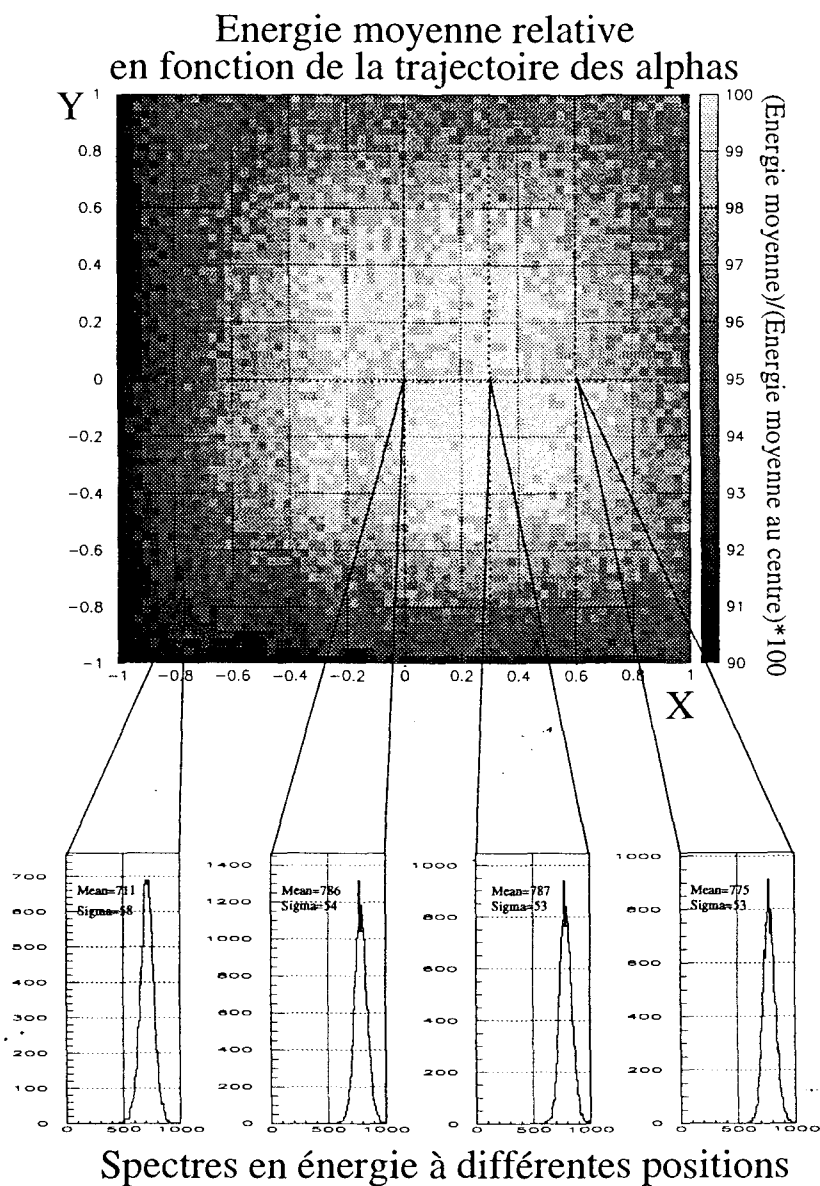 Energie moyenne relative
en fonction de la trajectoire des alphas
Y
1
0.8
0.6
0.4
0.2
0
-0.2
-0.4
-0.6
-0.8
-1
-1 -0.8 -0.6 -0.4 -0.2 0 0.2 0.4 0.6 0.8 1
X
100
99
98
97
96
95
94
93
92
91
90
(Energie moyenne)/(Energie moyenne au centre)*100
700
600
500
400
300
200
100
0
Mean=711
Sigma=58
0 500 1000
1400
1200
1000
800
600
400
200
0
Mean=786
Sigma=54
0 500 1000
1000
800
600
400
200
0
Mean=787
Sigma=53
0 500 1000
1000
800
600
400
200
0
Mean=775
Sigma=53
0 500 1000
Spectres en énergie à différentes positions